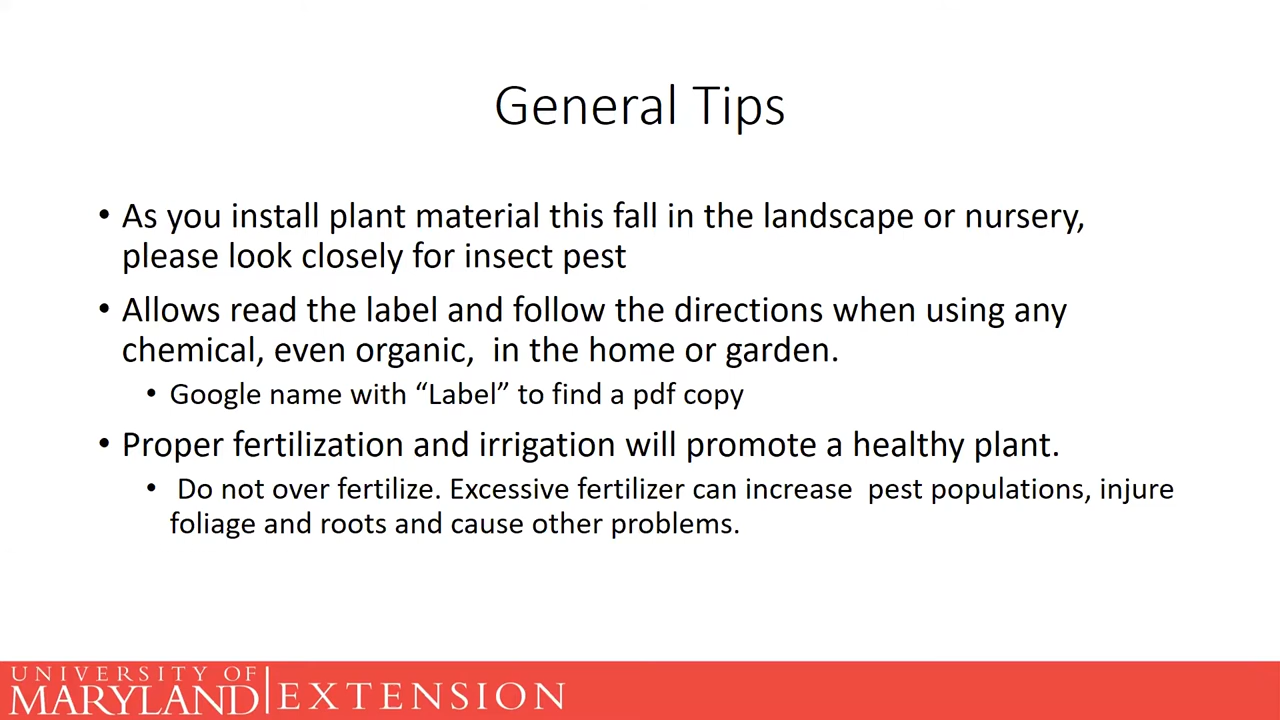 General Tips
• As you install plant material this fall in the landscape or nursery,
please look closely for insect pest
• Allows read the label and follow the directions when using any
chemical, even organic,  in the home or garden.
• Google name with “Label” to find a pdf copy
• Proper fertilization and irrigation will promote a healthy plant.
• Do not over fertilize. Excessive fertilizer can increase  pest populations, injure
foliage and roots and cause other problems.
UNIVERSITY OF
MARYLAND EXTENSION